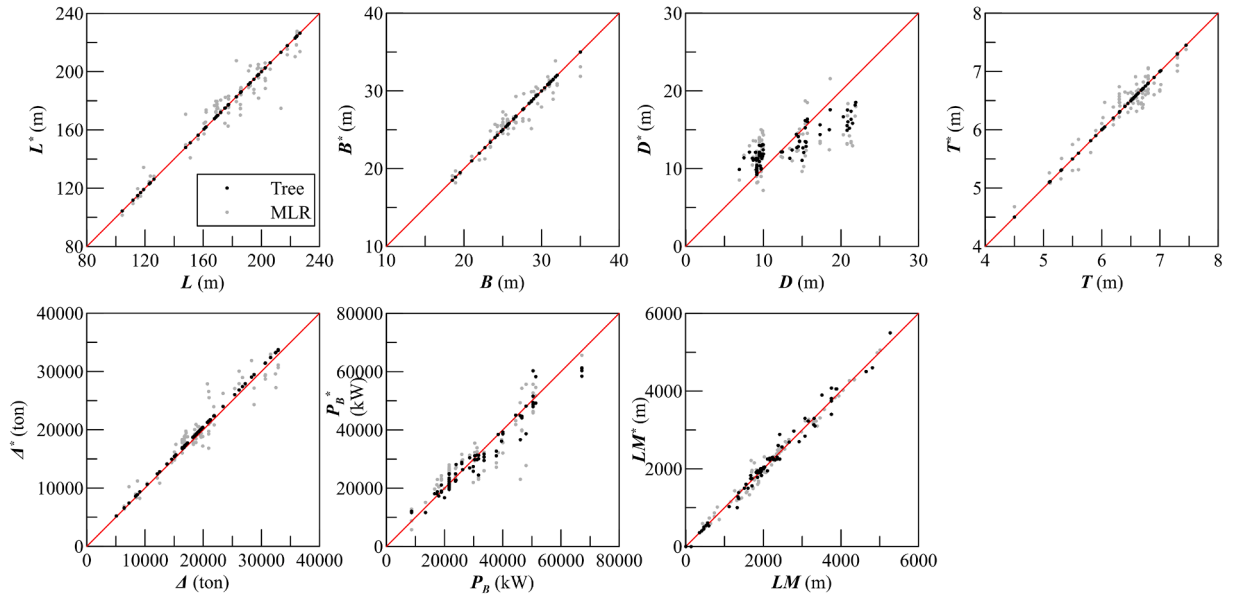 240
200
160
120
80
L* (m)
Tree
MLR
80 120 160 200 240
L (m)
40
30
20
10
B* (m)
10 20 30 40
B (m)
30
20
10
0
D* (m)
0 10 20 30
D (m)
8
7
6
5
4
T* (m)
4 5 6 7 8
T (m)
40000
30000
20000
10000
0
Δ* (ton)
0 10000 20000 30000 40000
Δ (ton)
80000
60000
40000
20000
0
P_B* (kW)
0 20000 40000 60000 80000
P_B (kW)
6000
4000
2000
0
LM* (m)
0 2000 4000 6000
LM (m)